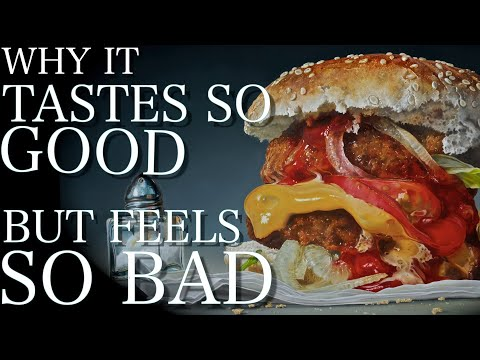 WHY IT
TASTES SO
GOOD
BUT FEELS
SO BAD